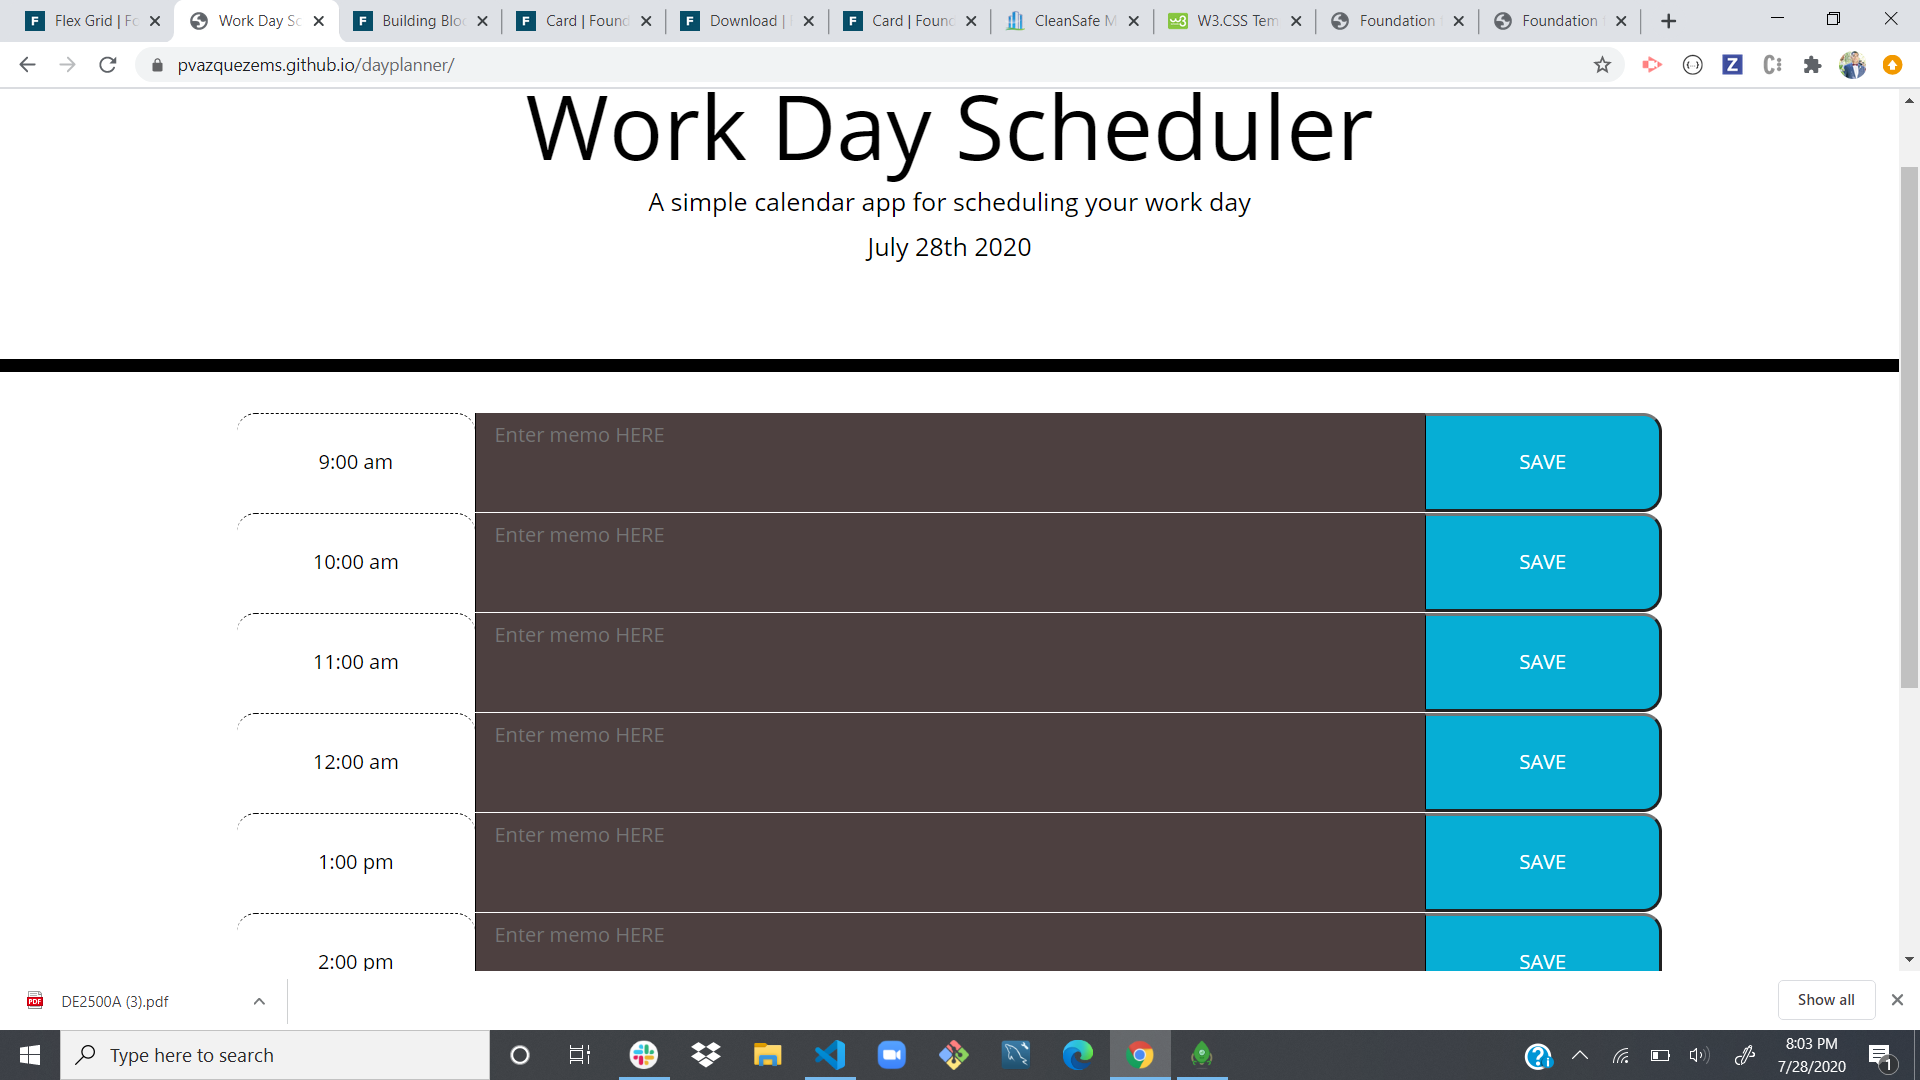 Flex Grid | Fo
Work Day Sc
Building Bloc
Card | Found
Download |
Card | Found
CleanSafe M
W3.CSS Tem
Foundation
Foundation
pvazquezems.github.io/dayplanner/
Work Day Scheduler
A simple calendar app for scheduling your work day
July 28th 2020
9:00 am
Enter memo HERE
SAVE
10:00 am
Enter memo HERE
SAVE
11:00 am
Enter memo HERE
SAVE
12:00 am
Enter memo HERE
SAVE
1:00 pm
Enter memo HERE
SAVE
2:00 pm
Enter memo HERE
SAVE
DE2500A (3).pdf
Show all
Type here to search
8:03 PM
7/28/2020
1